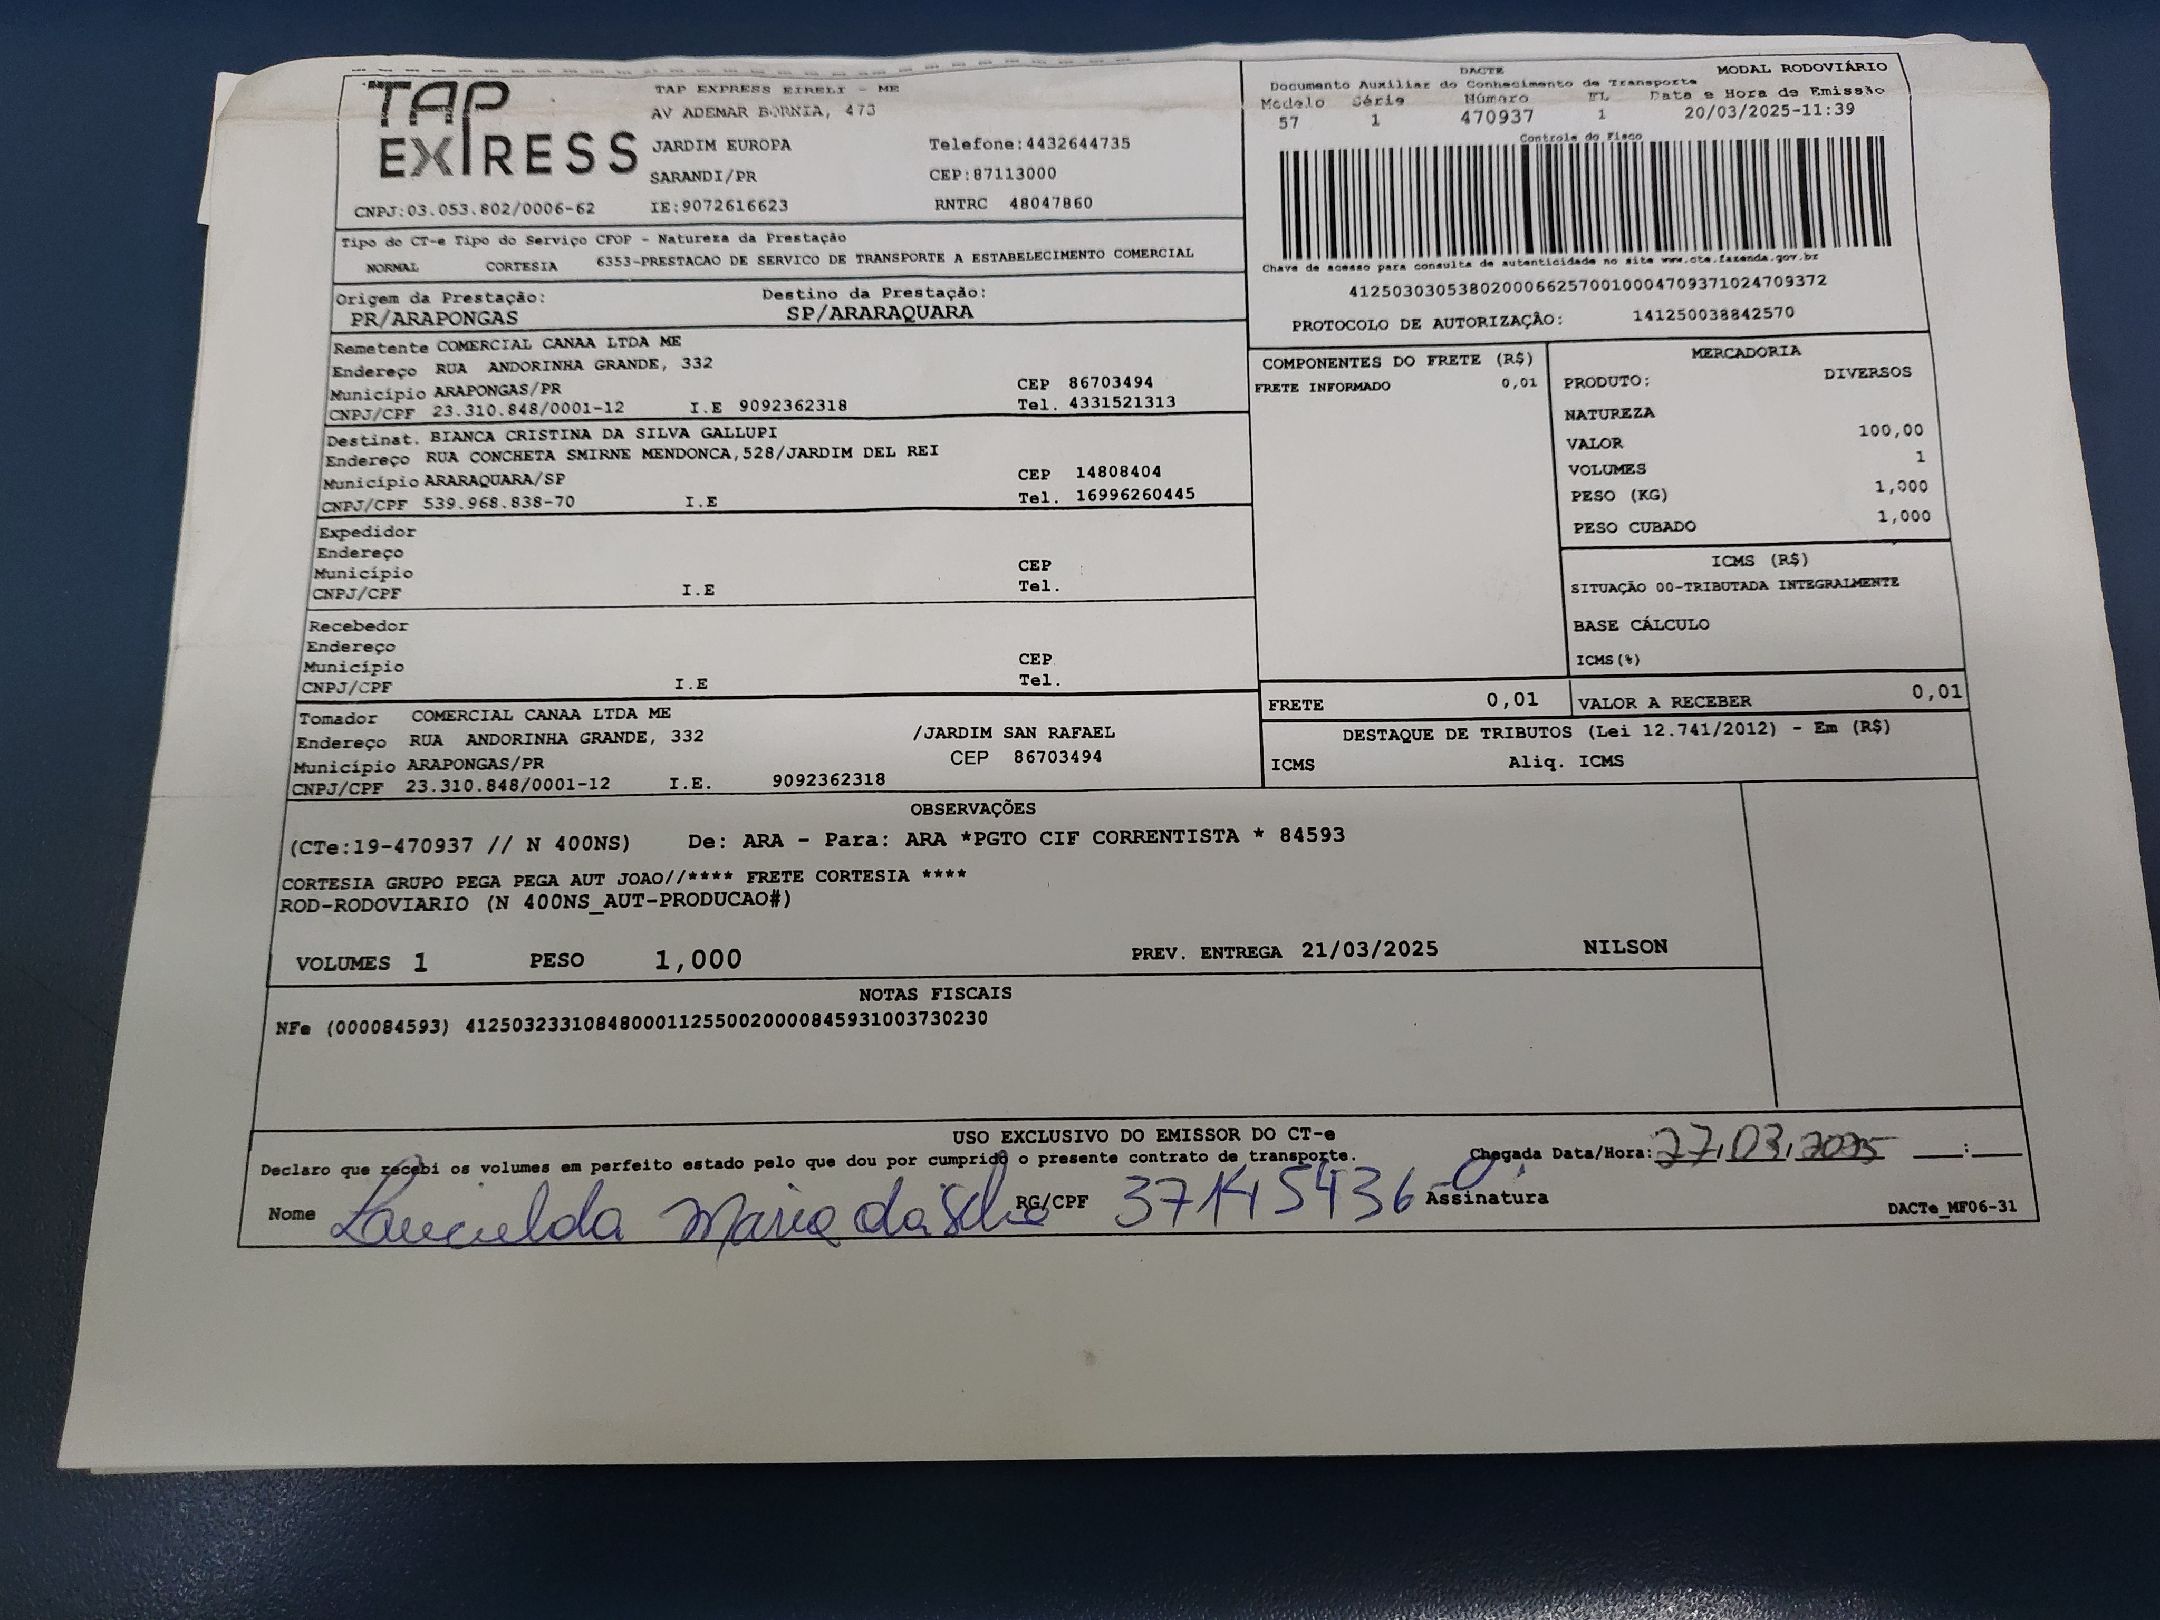 TAP EXPRESS
TAP EXPRESS EIRELI - ME
AV ADEMAR BORNIA, 473
JARDIM EUROPA Telefone:4432644735
SARANDI/PR CEP:87113000
CNPJ:03.053.802/0006-62 IE:9072616623 RNTRC 48047860
DACTE MODAL RODOVIÁRIO
Documento Auxiliar do Conhecimento de Transporte
Modelo Série Número FL Data e Hora de Emissão
57 1 470937 1 20/03/2025-11:39
Controle do Fisco
Chave de acesso para consulta de autenticidade no site www.cte.fazenda.gov.br
41250303053802000662570010004709371024709372
PROTOCOLO DE AUTORIZAÇÂO: 141250038842570
Tipo do CT-e Tipo do Serviço CFOP - Natureza da Prestação
NORMAL CORTESIA 6353-PRESTACAO DE SERVICO DE TRANSPORTE A ESTABELECIMENTO COMERCIAL
Origem da Prestação: Destino da Prestação:
PR/ARAPONGAS SP/ARARAQUARA
Remetente COMERCIAL CANAA LTDA ME
Endereço RUA ANDORINHA GRANDE, 332
Município ARAPONGAS/PR CEP 86703494
CNPJ/CPF 23.310.848/0001-12 I.E 9092362318 Tel. 4331521313
Destinat. BIANCA CRISTINA DA SILVA GALLUPI
Endereço RUA CONCHETA SMIRNE MENDONCA,528/JARDIM DEL REI
Município ARARAQUARA/SP CEP 14808404
CNPJ/CPF 539.968.838-70 I.E Tel. 16996260445
Expedidor
Endereço
Município CEP
CNPJ/CPF I.E Tel.
Recebedor
Endereço
Município CEP
CNPJ/CPF I.E Tel.
Tomador COMERCIAL CANAA LTDA ME
Endereço RUA ANDORINHA GRANDE, 332 /JARDIM SAN RAFAEL
Município ARAPONGAS/PR CEP 86703494
CNPJ/CPF 23.310.848/0001-12 I.E. 9092362318
COMPONENTES DO FRETE (R$)
FRETE INFORMADO 0,01
MERCADORIA
PRODUTO: DIVERSOS
NATUREZA
VALOR 100,00
VOLUMES 1
PESO (KG) 1,000
PESO CUBADO 1,000
ICMS (R$)
SITUAÇÃO 00-TRIBUTADA INTEGRALMENTE
BASE CÁLCULO
ICMS(%)
FRETE 0,01 VALOR A RECEBER 0,01
DESTAQUE DE TRIBUTOS (Lei 12.741/2012) - Em (R$)
ICMS Aliq. ICMS
OBSERVAÇÕES
(CTe:19-470937 // N 400NS) De: ARA - Para: ARA *PGTO CIF CORRENTISTA * 84593
CORTESIA GRUPO PEGA PEGA AUT JOAO//**** FRETE CORTESIA ****
ROD-RODOVIARIO (N 400NS_AUT-PRODUCAO#)
VOLUMES 1 PESO 1,000 PREV. ENTREGA 21/03/2025 NILSON
NOTAS FISCAIS
NFe (000084593) 41250323310848000112550020000845931003730230
USO EXCLUSIVO DO EMISSOR DO CT-e
Declaro que recebi os volumes em perfeito estado pelo que dou por cumprido o presente contrato de transporte. Chegada Data/Hora: 27,03,2025 :
Nome Maria da RG/CPF Assinatura
DACTe_MF06-31